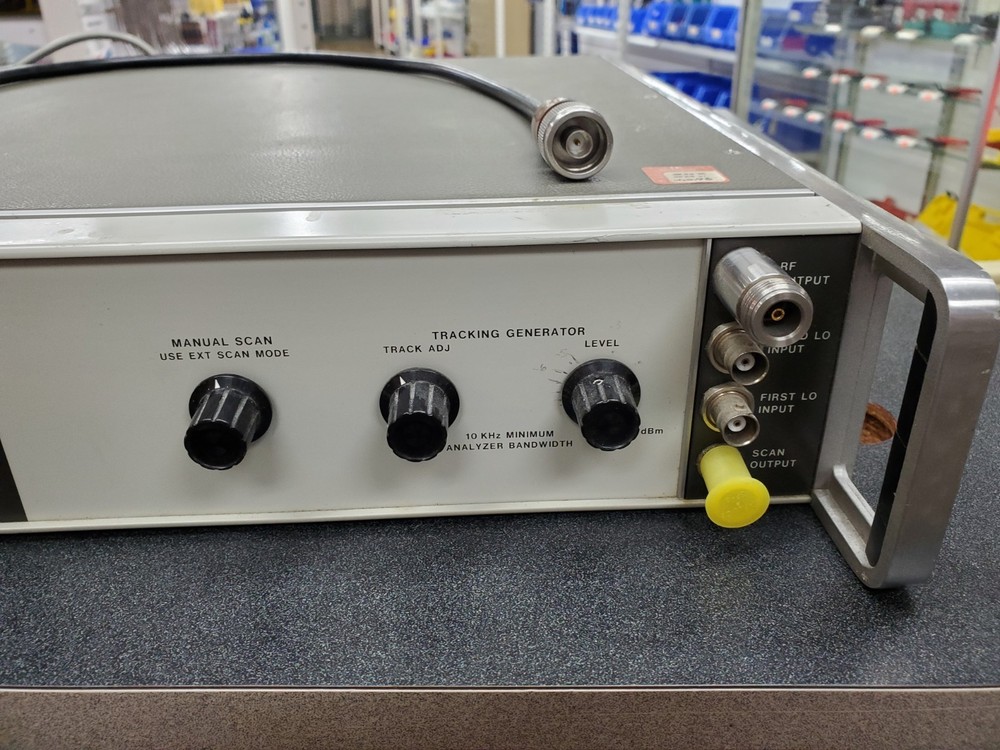 MANUAL SCAN
USE EXT SCAN MODE
TRACKING GENERATOR
TRACK ADJ
LEVEL
10 KHz MINIMUM
ANALYZER BANDWIDTH
dBm
RF
LO
INPUT
FIRST LO
INPUT
SCAN
OUTPUT